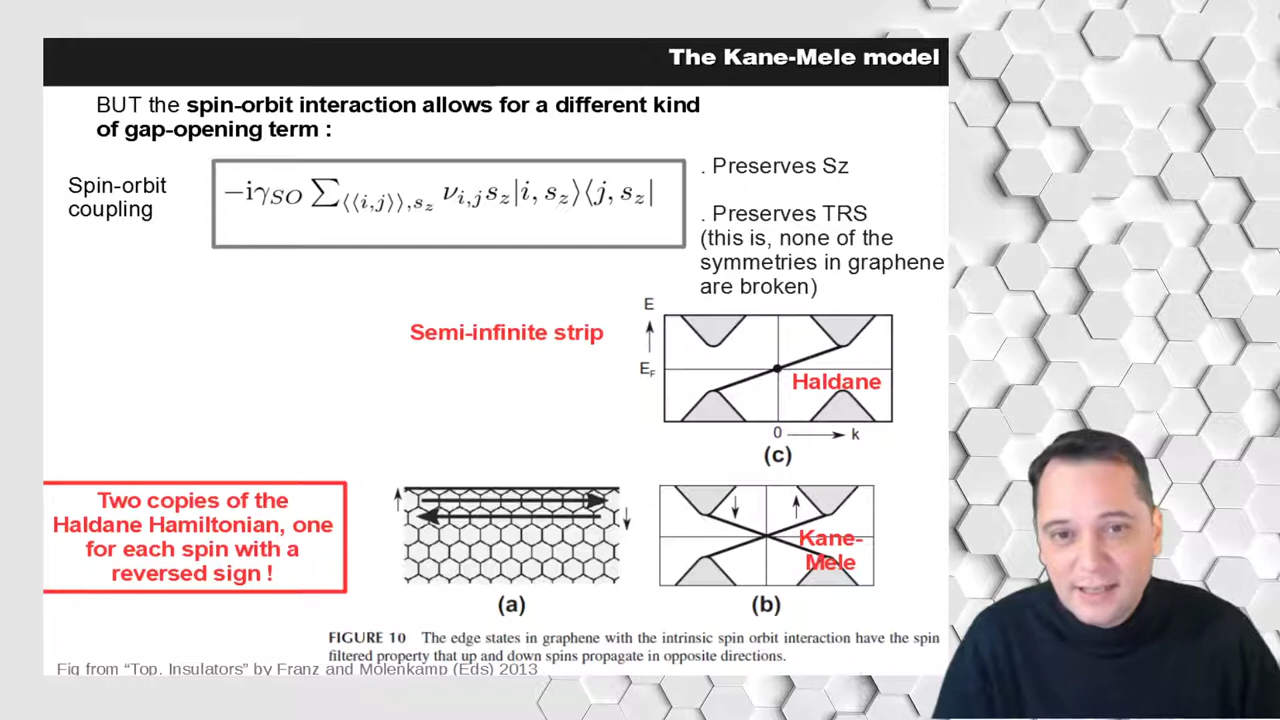 The Kane-Mele model
BUT the spin-orbit interaction allows for a different kind
of gap-opening term :
Spin-orbit
coupling
−iγ_SO ∑_⟨⟨i,j⟩⟩,s_z ν_i,j s_z|i, s_z⟩⟨j, s_z|
. Preserves Sz
. Preserves TRS
(this is, none of the
symmetries in graphene
are broken)
Semi-infinite strip
E
E_F
Haldane
0
k
(c)
Two copies of the
Haldane Hamiltonian, one
for each spin with a
reversed sign !
Kane-
Mele
(a)
(b)
FIGURE 10 The edge states in graphene with the intrinsic spin orbit interaction have the spin
filtered property that up and down spins propagate in opposite directions.
Fig from “Top. Insulators” by Franz and Molenkamp (Eds) 2013